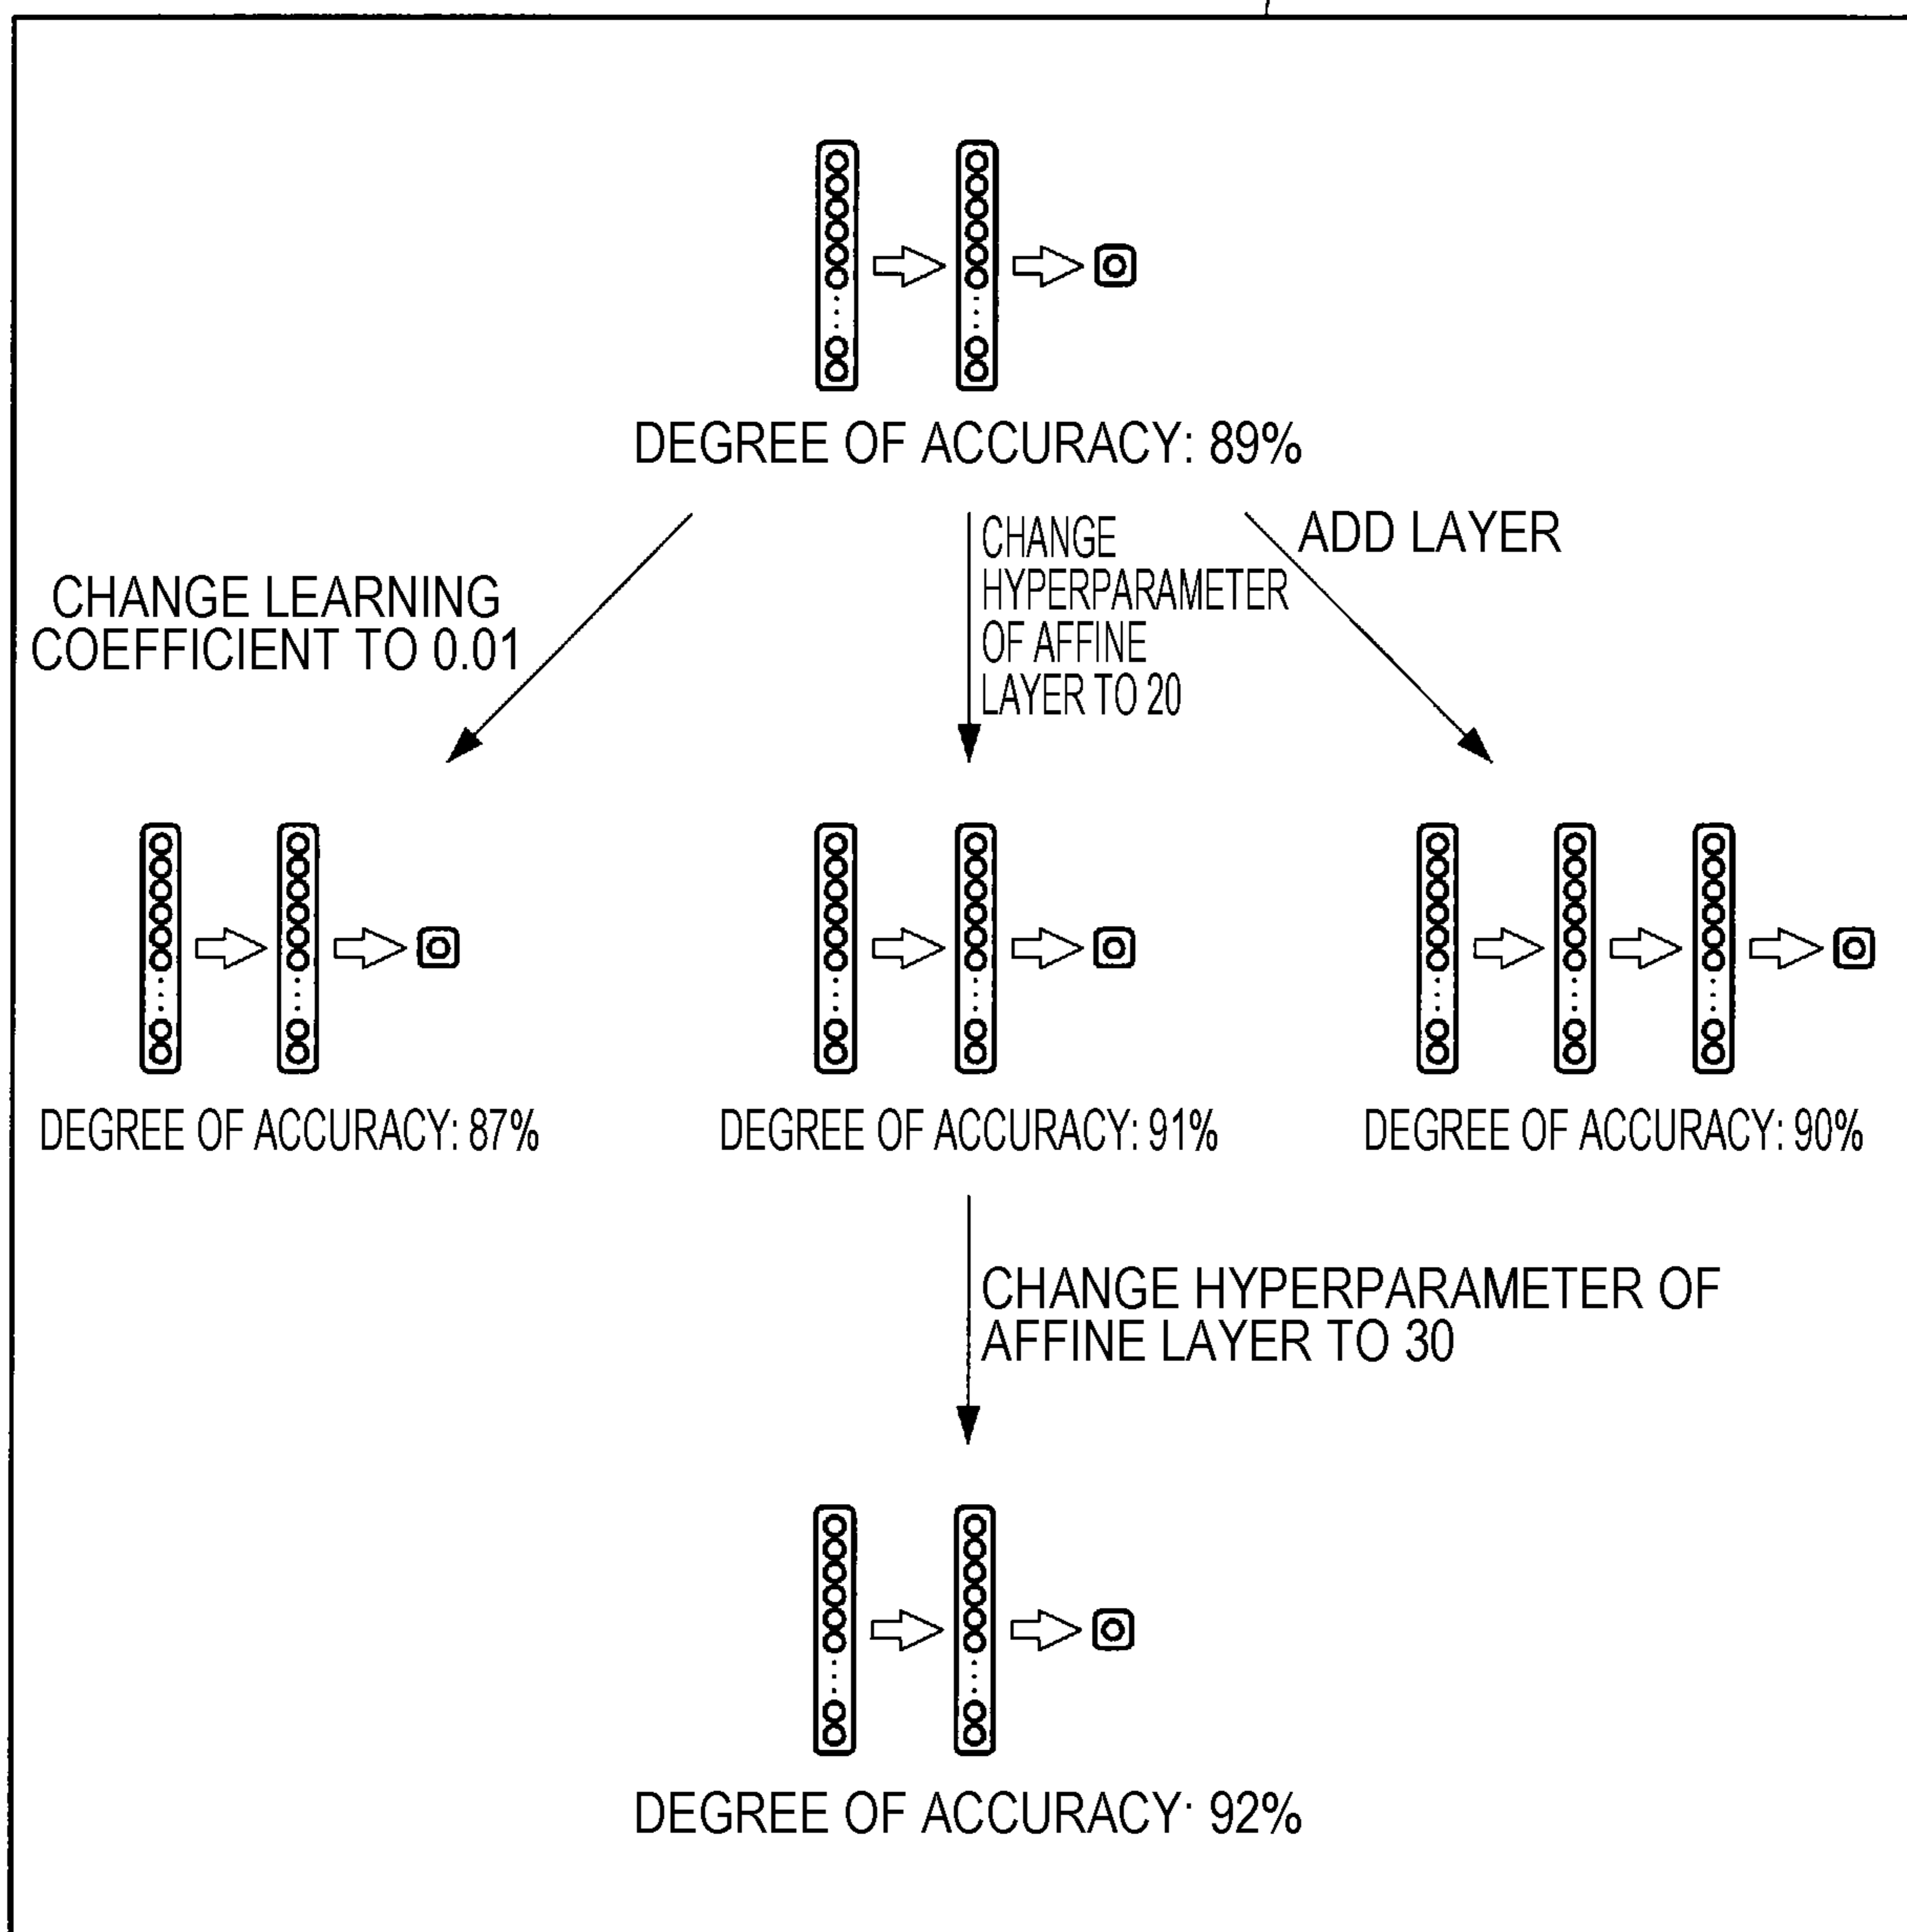 DEGREE OF ACCURACY: 89%
CHANGE LEARNING
COEFFICIENT TO 0.01
CHANGE
HYPERPARAMETER
OF AFFINE
LAYER TO 20
ADD LAYER
DEGREE OF ACCURACY: 87%
DEGREE OF ACCURACY: 91%
DEGREE OF ACCURACY: 90%
CHANGE HYPERPARAMETER OF
AFFINE LAYER TO 30
DEGREE OF ACCURACY: 92%